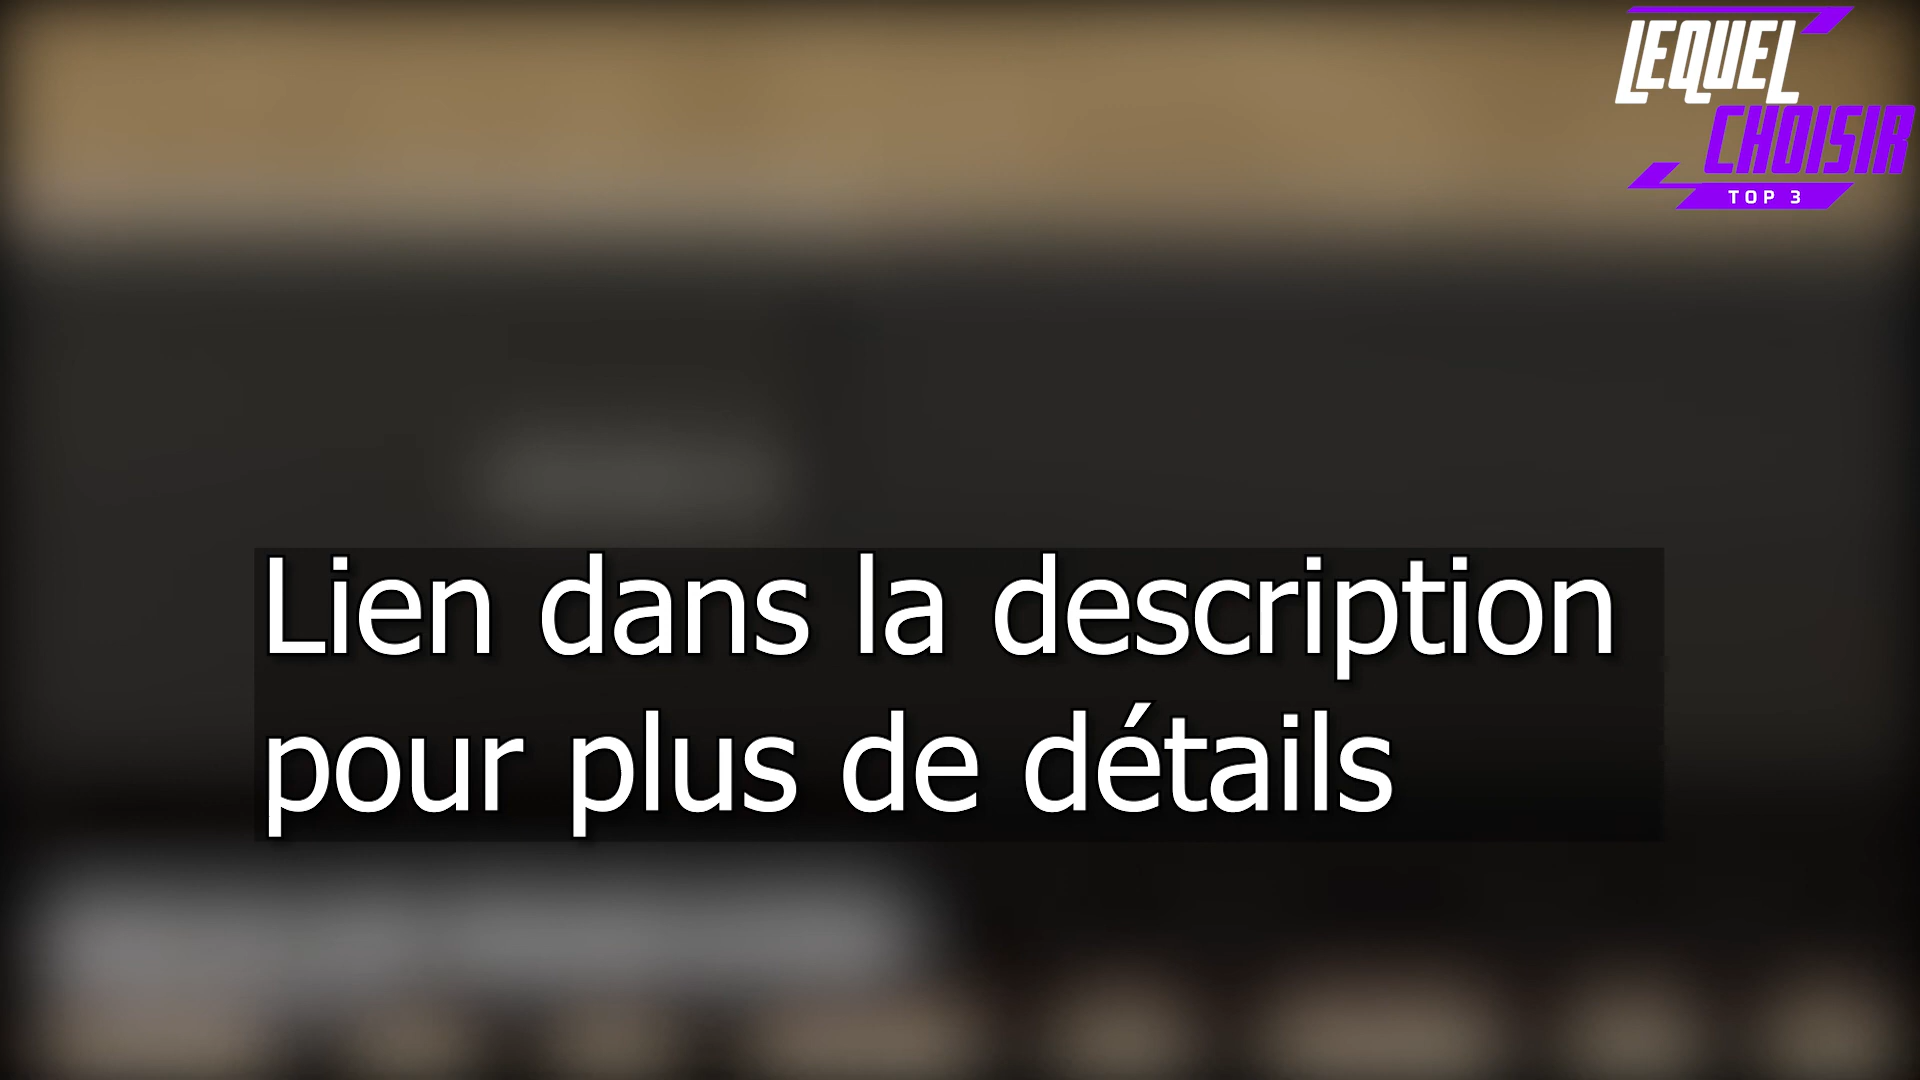 LEQUEL
CHOISIR
TOP 3
Lien dans la description
pour plus de détails